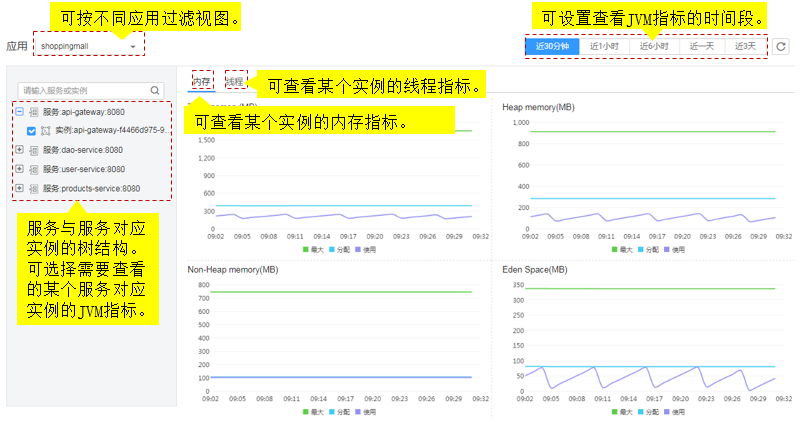 可按不同应用过滤视图。
可设置查看JVM指标的时间段。
应用
shoppingmall
近30分钟
近1小时
近6小时
近一天
近3天
请输入服务或实例
服务:api-gateway:8080
实例:api-gateway-f4466d975-9...
服务:dao-service:8080
服务:user-service:8080
服务:products-service:8080
服务与服务对应
实例的树结构。
可选择需要查看
的某个服务对应
实例的JVM指标。
内存
线程
可查看某个实例的线程指标。
可查看某个实例的内存指标。
1,500
1,200
900
600
300
0
09:02 09:05 09:08 09:11 09:14 09:17 09:20 09:23 09:26 09:29 09:32
最大 分配 使用
Heap memory(MB)
1,000
800
600
400
200
0
09:02 09:05 09:08 09:11 09:14 09:17 09:20 09:23 09:26 09:29 09:32
最大 分配 使用
Non-Heap memory(MB)
800
700
600
500
400
300
200
100
0
09:02 09:05 09:08 09:11 09:14 09:17 09:20 09:23 09:26 09:29 09:32
最大 分配 使用
Eden Space(MB)
350
300
250
200
150
100
50
0
09:02 09:05 09:08 09:11 09:14 09:17 09:20 09:23 09:26 09:29 09:32
最大 分配 使用